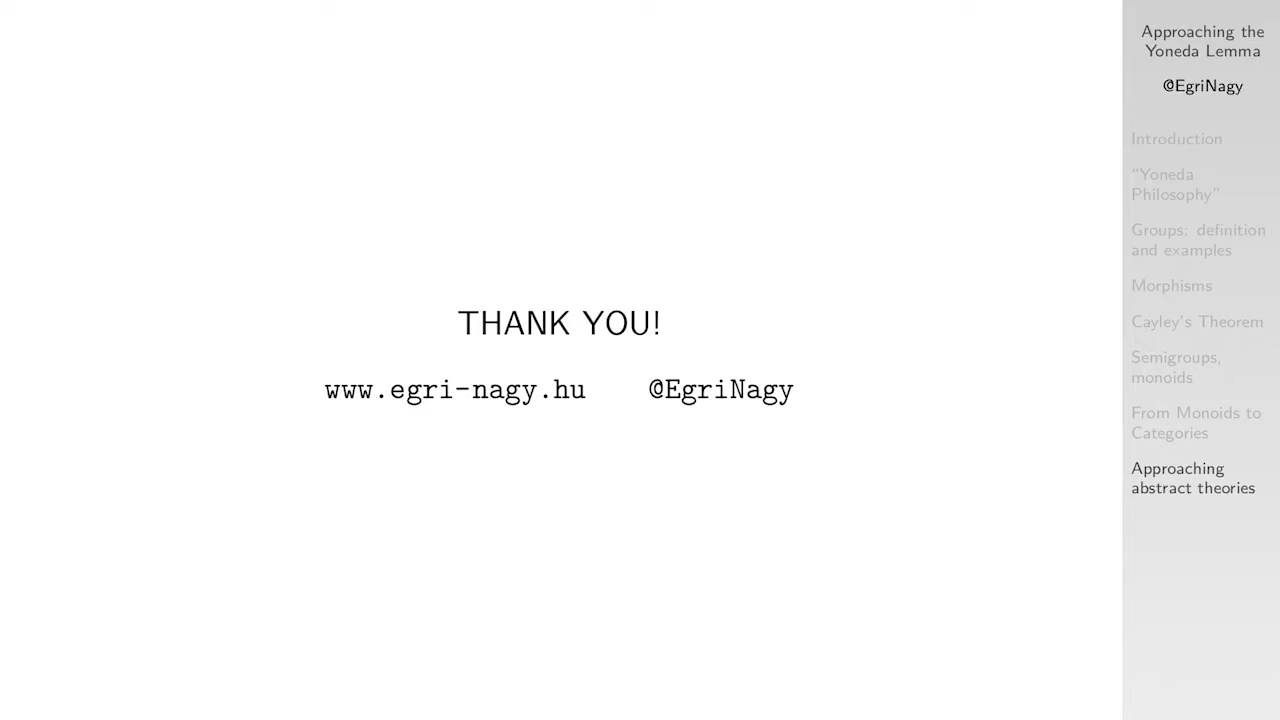 THANK YOU!
www.egri-nagy.hu @EgriNagy
Approaching the
Yoneda Lemma
@EgriNagy
Introduction
“Yoneda
Philosophy”
Groups: definition
and examples
Morphisms
Cayley's Theorem
Semigroups,
monoids
From Monoids to
Categories
Approaching
abstract theories